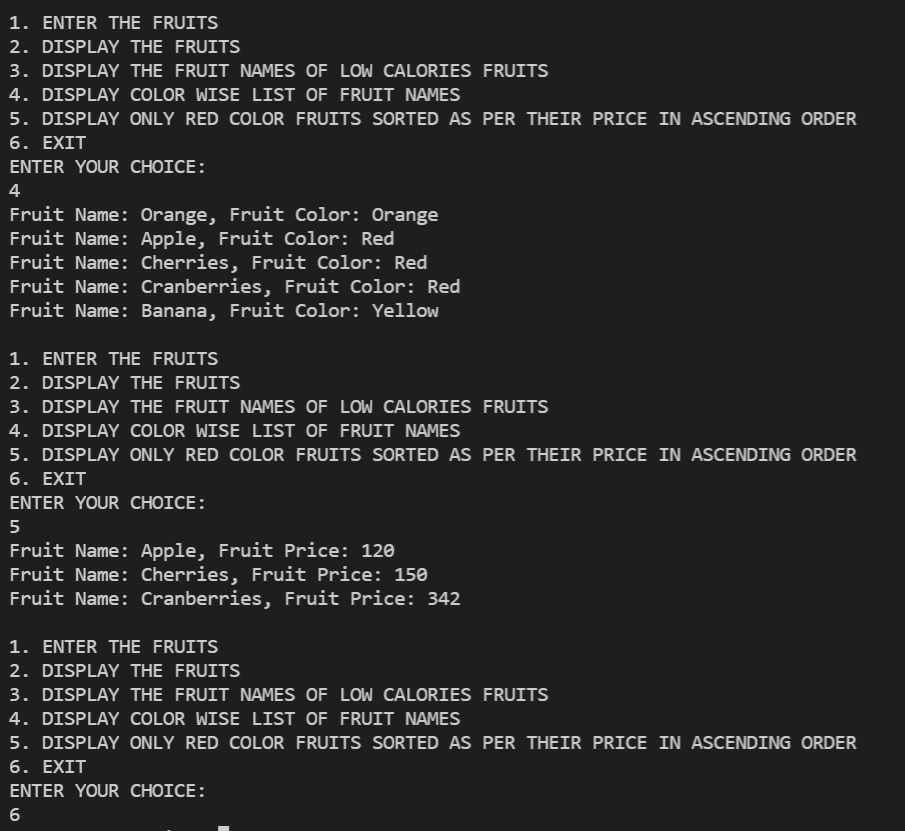 1. ENTER THE FRUITS
2. DISPLAY THE FRUITS
3. DISPLAY THE FRUIT NAMES OF LOW CALORIES FRUITS
4. DISPLAY COLOR WISE LIST OF FRUIT NAMES
5. DISPLAY ONLY RED COLOR FRUITS SORTED AS PER THEIR PRICE IN ASCENDING ORDER
6. EXIT
ENTER YOUR CHOICE:
4
Fruit Name: Orange, Fruit Color: Orange
Fruit Name: Apple, Fruit Color: Red
Fruit Name: Cherries, Fruit Color: Red
Fruit Name: Cranberries, Fruit Color: Red
Fruit Name: Banana, Fruit Color: Yellow
1. ENTER THE FRUITS
2. DISPLAY THE FRUITS
3. DISPLAY THE FRUIT NAMES OF LOW CALORIES FRUITS
4. DISPLAY COLOR WISE LIST OF FRUIT NAMES
5. DISPLAY ONLY RED COLOR FRUITS SORTED AS PER THEIR PRICE IN ASCENDING ORDER
6. EXIT
ENTER YOUR CHOICE:
5
Fruit Name: Apple, Fruit Price: 120
Fruit Name: Cherries, Fruit Price: 150
Fruit Name: Cranberries, Fruit Price: 342
1. ENTER THE FRUITS
2. DISPLAY THE FRUITS
3. DISPLAY THE FRUIT NAMES OF LOW CALORIES FRUITS
4. DISPLAY COLOR WISE LIST OF FRUIT NAMES
5. DISPLAY ONLY RED COLOR FRUITS SORTED AS PER THEIR PRICE IN ASCENDING ORDER
6. EXIT
ENTER YOUR CHOICE:
6